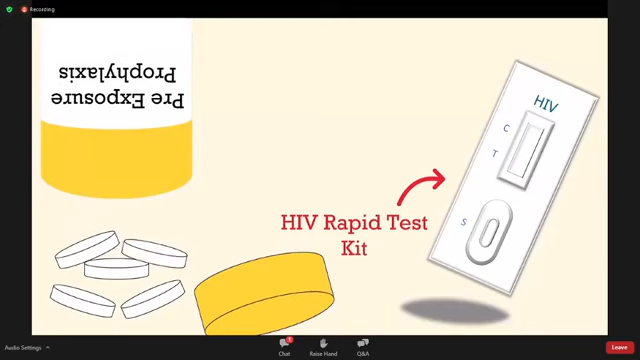 Recording
Pre Exposure
Prophylaxis
HIV
C
T
S
HIV Rapid Test
Kit
Audio Settings
Chat
Raise Hand
Q&A
Leave